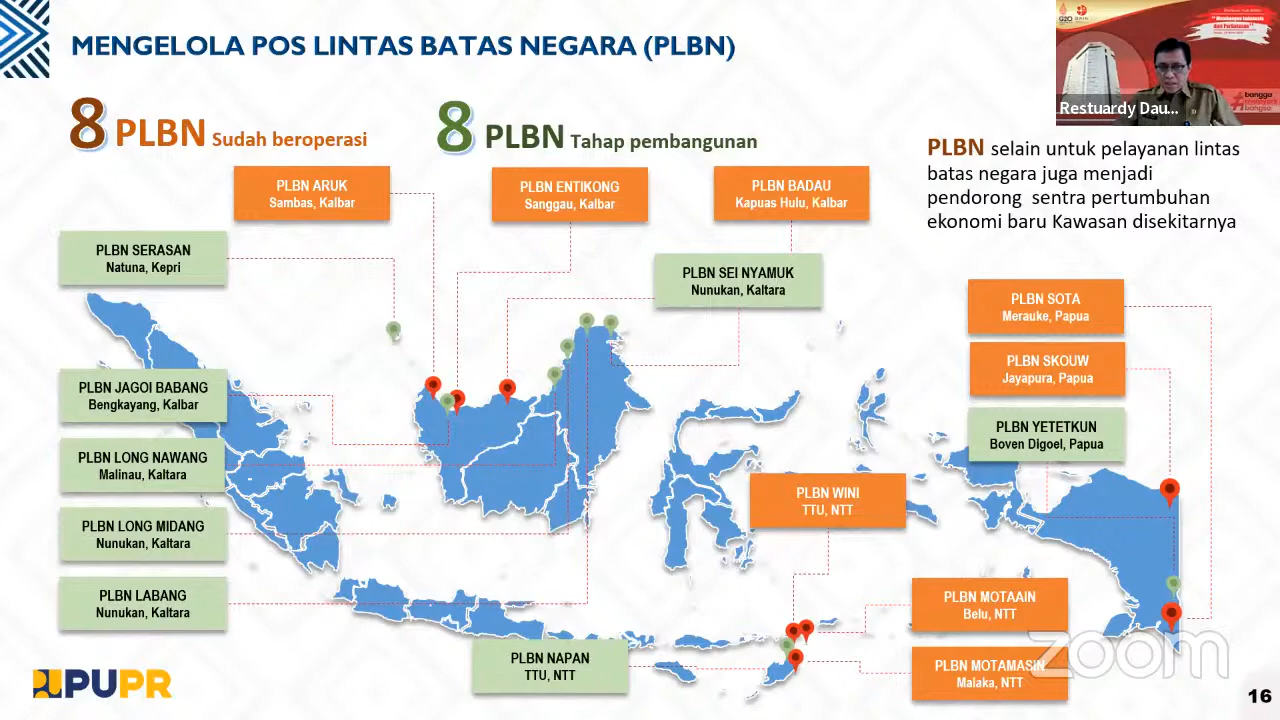 MENGELOLA POS LINTAS BATAS NEGARA (PLBN)
8 PLBN Sudah beroperasi
8 PLBN Tahap pembangunan
G20
Restuardy Dau...
bangga
PLBN selain untuk pelayanan lintas
batas negara juga menjadi
pendorong sentra pertumbuhan
ekonomi baru Kawasan disekitarnya
PLBN ARUK
Sambas, Kalbar
PLBN ENTIKONG
Sanggau, Kalbar
PLBN BADAU
Kapuas Hulu, Kalbar
PLBN SERASAN
Natuna, Kepri
PLBN SEI NYAMUK
Nunukan, Kaltara
PLBN SOTA
Merauke, Papua
PLBN SKOUW
Jayapura, Papua
PLBN JAGOI BABANG
Bengkayang, Kalbar
PLBN YETETKUN
Boven Digoel, Papua
PLBN LONG NAWANG
Malinau, Kaltara
PLBN WINI
TTU, NTT
PLBN LONG MIDANG
Nunukan, Kaltara
PLBN LABANG
Nunukan, Kaltara
PLBN MOTAAIN
Belu, NTT
PLBN NAPAN
TTU, NTT
PLBN MOTAMASIN
Malaka, NTT
zoom
PUPR
16